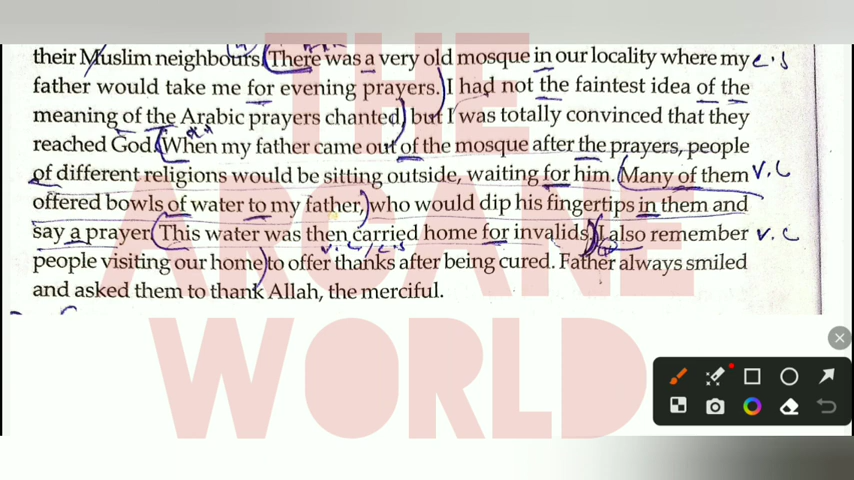 their Muslim neighbours. There was a very old mosque in our locality where my e.s
father would take me for evening prayers. I had not the faintest idea of the
meaning of the Arabic prayers chanted, but I was totally convinced that they
reached God. When my father came out of the mosque after the prayers, people
of different religions would be sitting outside, waiting for him. Many of them v.c
offered bowls of water to my father, who would dip his fingertips in them and
say a prayer. This water was then carried home for invalids. I also remember v.c
v.c / e.s
people visiting our home to offer thanks after being cured. Father always smiled
and asked them to thank Allah, the merciful.
THE
ARCANE
WORLD